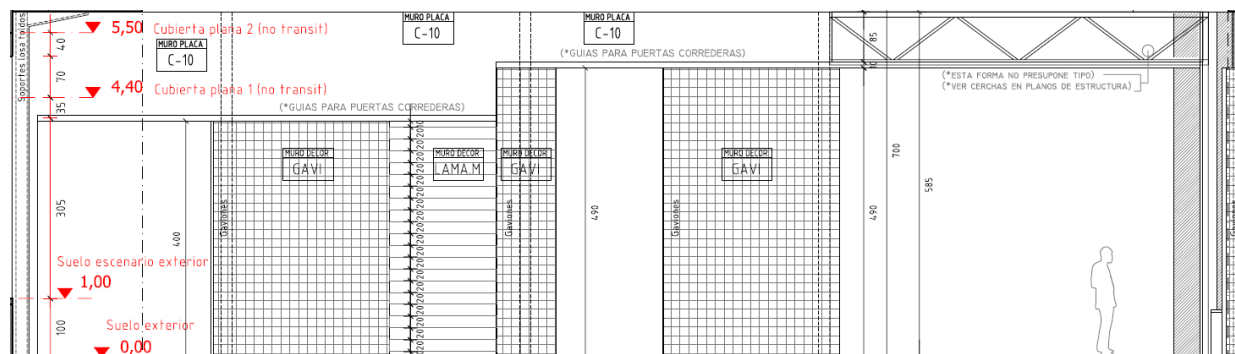 MURO PLACA
C-10
MURO PLACA
C-10
5,50 Cubierta plana 2 (no transit)
MURO PLACA
C-10
Soportes losa toldos
40
85
(*GUIAS PARA PUERTAS CORREDERAS)
10
(*ESTA FORMA NO PRESUPONE TIPO)
(*VER CERCHAS EN PLANOS DE ESTRUCTURA)
70
4,40 Cubierta plana 1 (no transit)
35
(*GUIAS PARA PUERTAS CORREDERAS)
MURO DECOR
GAVI
MURO DECOR
LAMA.M
MURO DECOR
GAVI
MURO DECOR
GAVI
700
585
305
400
490
490
Gaviones
Gaviones
Gaviones
Suelo escenario exterior
1,00
100
Suelo exterior
0,00